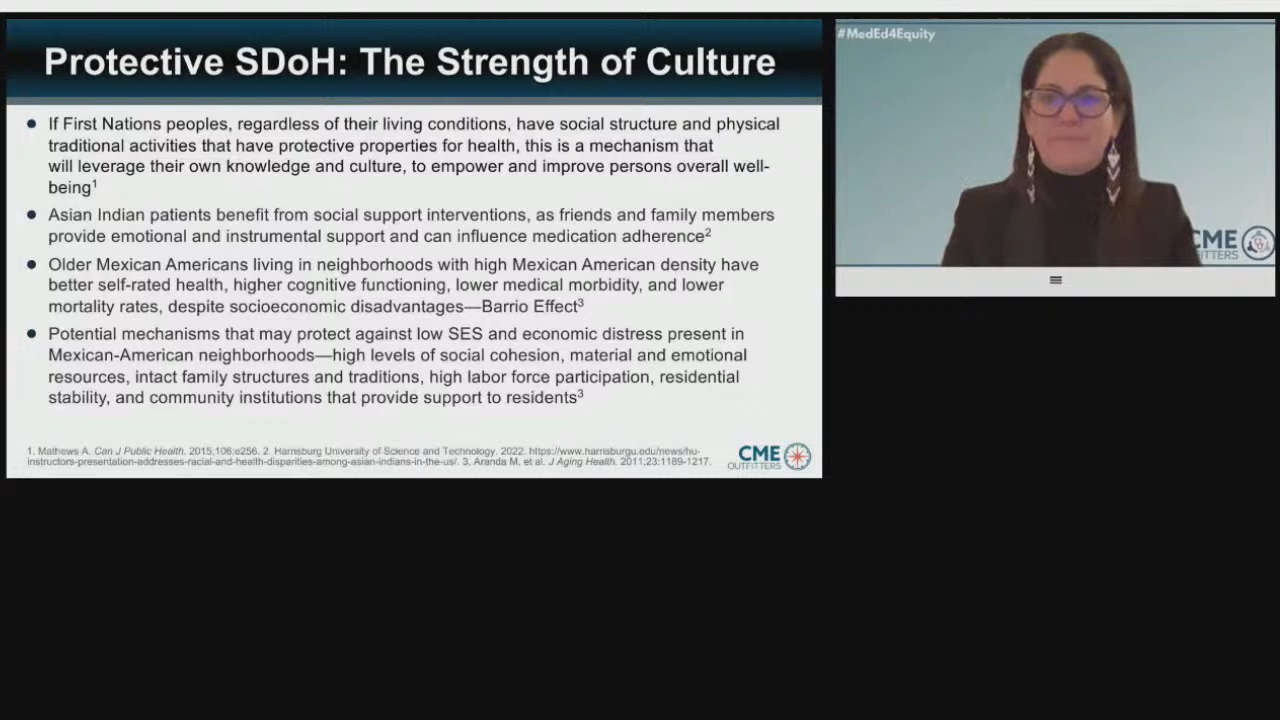 Protective SDoH: The Strength of Culture
#MedEd4Equity
• If First Nations peoples, regardless of their living conditions, have social structure and physical
traditional activities that have protective properties for health, this is a mechanism that
will leverage their own knowledge and culture, to empower and improve persons overall well-
being1
• Asian Indian patients benefit from social support interventions, as friends and family members
provide emotional and instrumental support and can influence medication adherence2
• Older Mexican Americans living in neighborhoods with high Mexican American density have
better self-rated health, higher cognitive functioning, lower medical morbidity, and lower
mortality rates, despite socioeconomic disadvantages—Barrio Effect3
• Potential mechanisms that may protect against low SES and economic distress present in
Mexican-American neighborhoods—high levels of social cohesion, material and emotional
resources, intact family structures and traditions, high labor force participation, residential
stability, and community institutions that provide support to residents3
1. Mathews A. Can J Public Health. 2015;106:e256. 2. Harrisburg University of Science and Technology. 2022. https://www.harrisburgu.edu/news/hu-
instructors-presentation-addresses-racial-and-health-disparities-among-asian-indians-in-the-us/. 3. Aranda M, et al. J Aging Health. 2011;23:1189-1217.
CME
OUTFITTERS
CME
OUTFITTERS